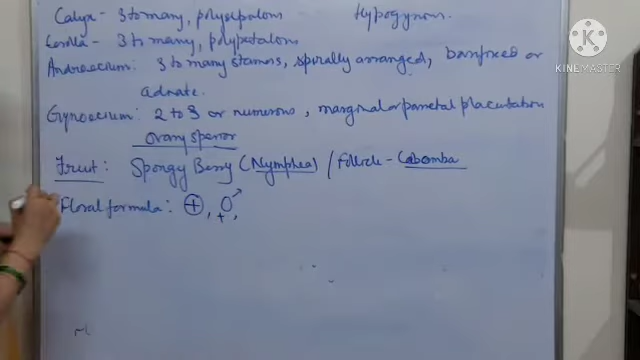 Calyx - 3 to many, polysepalous Hypogynous.
Corolla - 3 to many, polypetalous
Androecium: 3 to many stamens, spirally arranged, basifixed or
adnate.
Gynoecium: 2 to 3 or numerous, marginal or parietal placentation
ovary superior
Fruit: Spongy Berry (Nymphea) / Follicle - Cabomba
Floral formula: ⊕, ⚥,
KINEMASTER